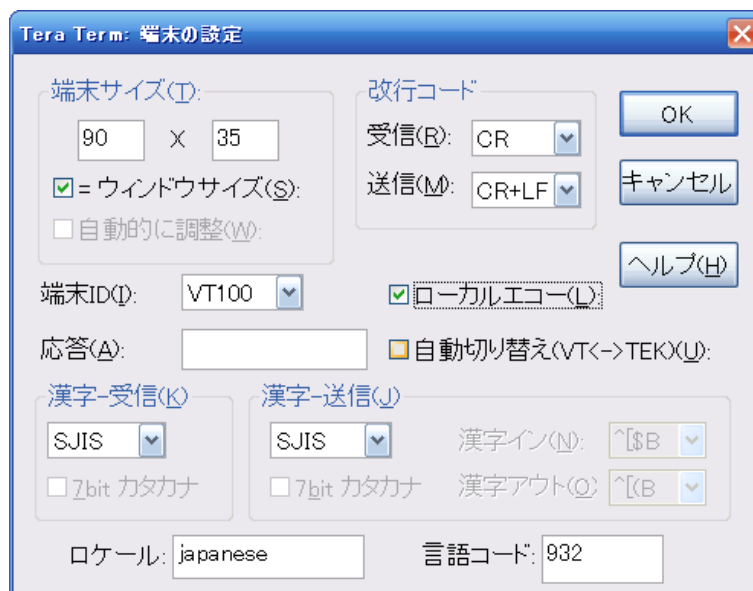 Tera Term: 端末の設定
端末サイズ(T):
90 X 35
= ウィンドウサイズ(S):
自動的に調整(W):
改行コード
受信(R): CR
送信(M): CR+LF
OK
キャンセル
ヘルプ(H)
端末ID(I): VT100
ローカルエコー(L):
応答(A):
自動切り替え(VT<->TEK)(U):
漢字-受信(K)
SJIS
7bit カタカナ
漢字-送信(J)
SJIS
7bit カタカナ
漢字イン(N): ^[$B
漢字アウト(O) ^[(B
ロケール: japanese
言語コード: 932